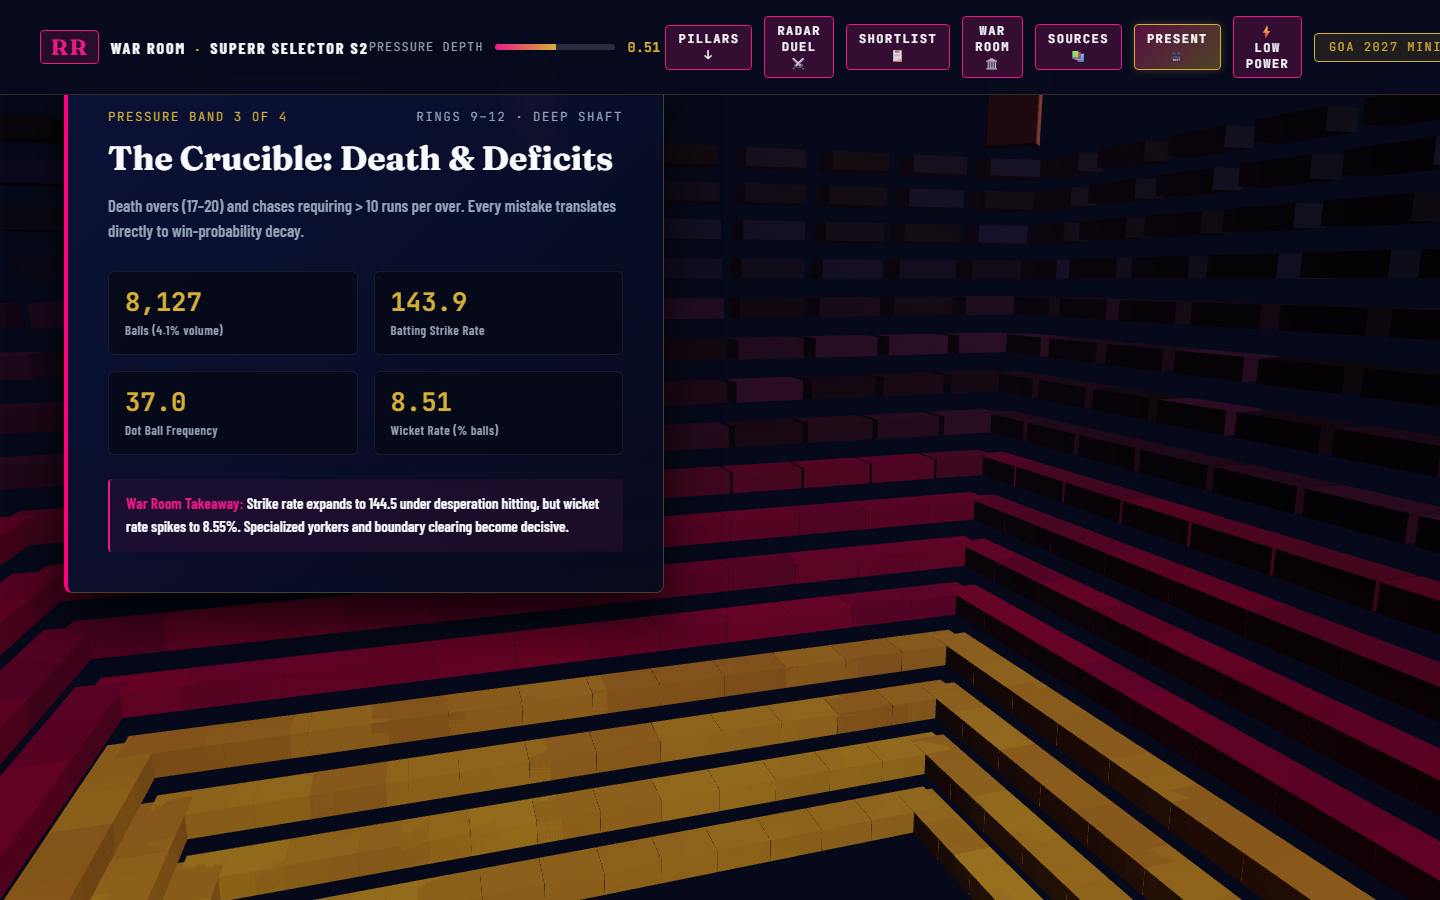 RR
WAR ROOM · SUPERR SELECTOR S2
PRESSURE DEPTH
0.51
PILLARS
↓
RADAR
DUEL
SHORTLIST
WAR
ROOM
SOURCES
PRESENT
LOW
POWER
GOA 2027 MINI
PRESSURE BAND 3 OF 4
RINGS 9–12 · DEEP SHAFT
The Crucible: Death & Deficits
Death overs (17–20) and chases requiring > 10 runs per over. Every mistake translates
directly to win-probability decay.
8,127
Balls (4.1% volume)
143.9
Batting Strike Rate
37.0
Dot Ball Frequency
8.51
Wicket Rate (% balls)
War Room Takeaway: Strike rate expands to 144.5 under desperation hitting, but wicket
rate spikes to 8.55%. Specialized yorkers and boundary clearing become decisive.